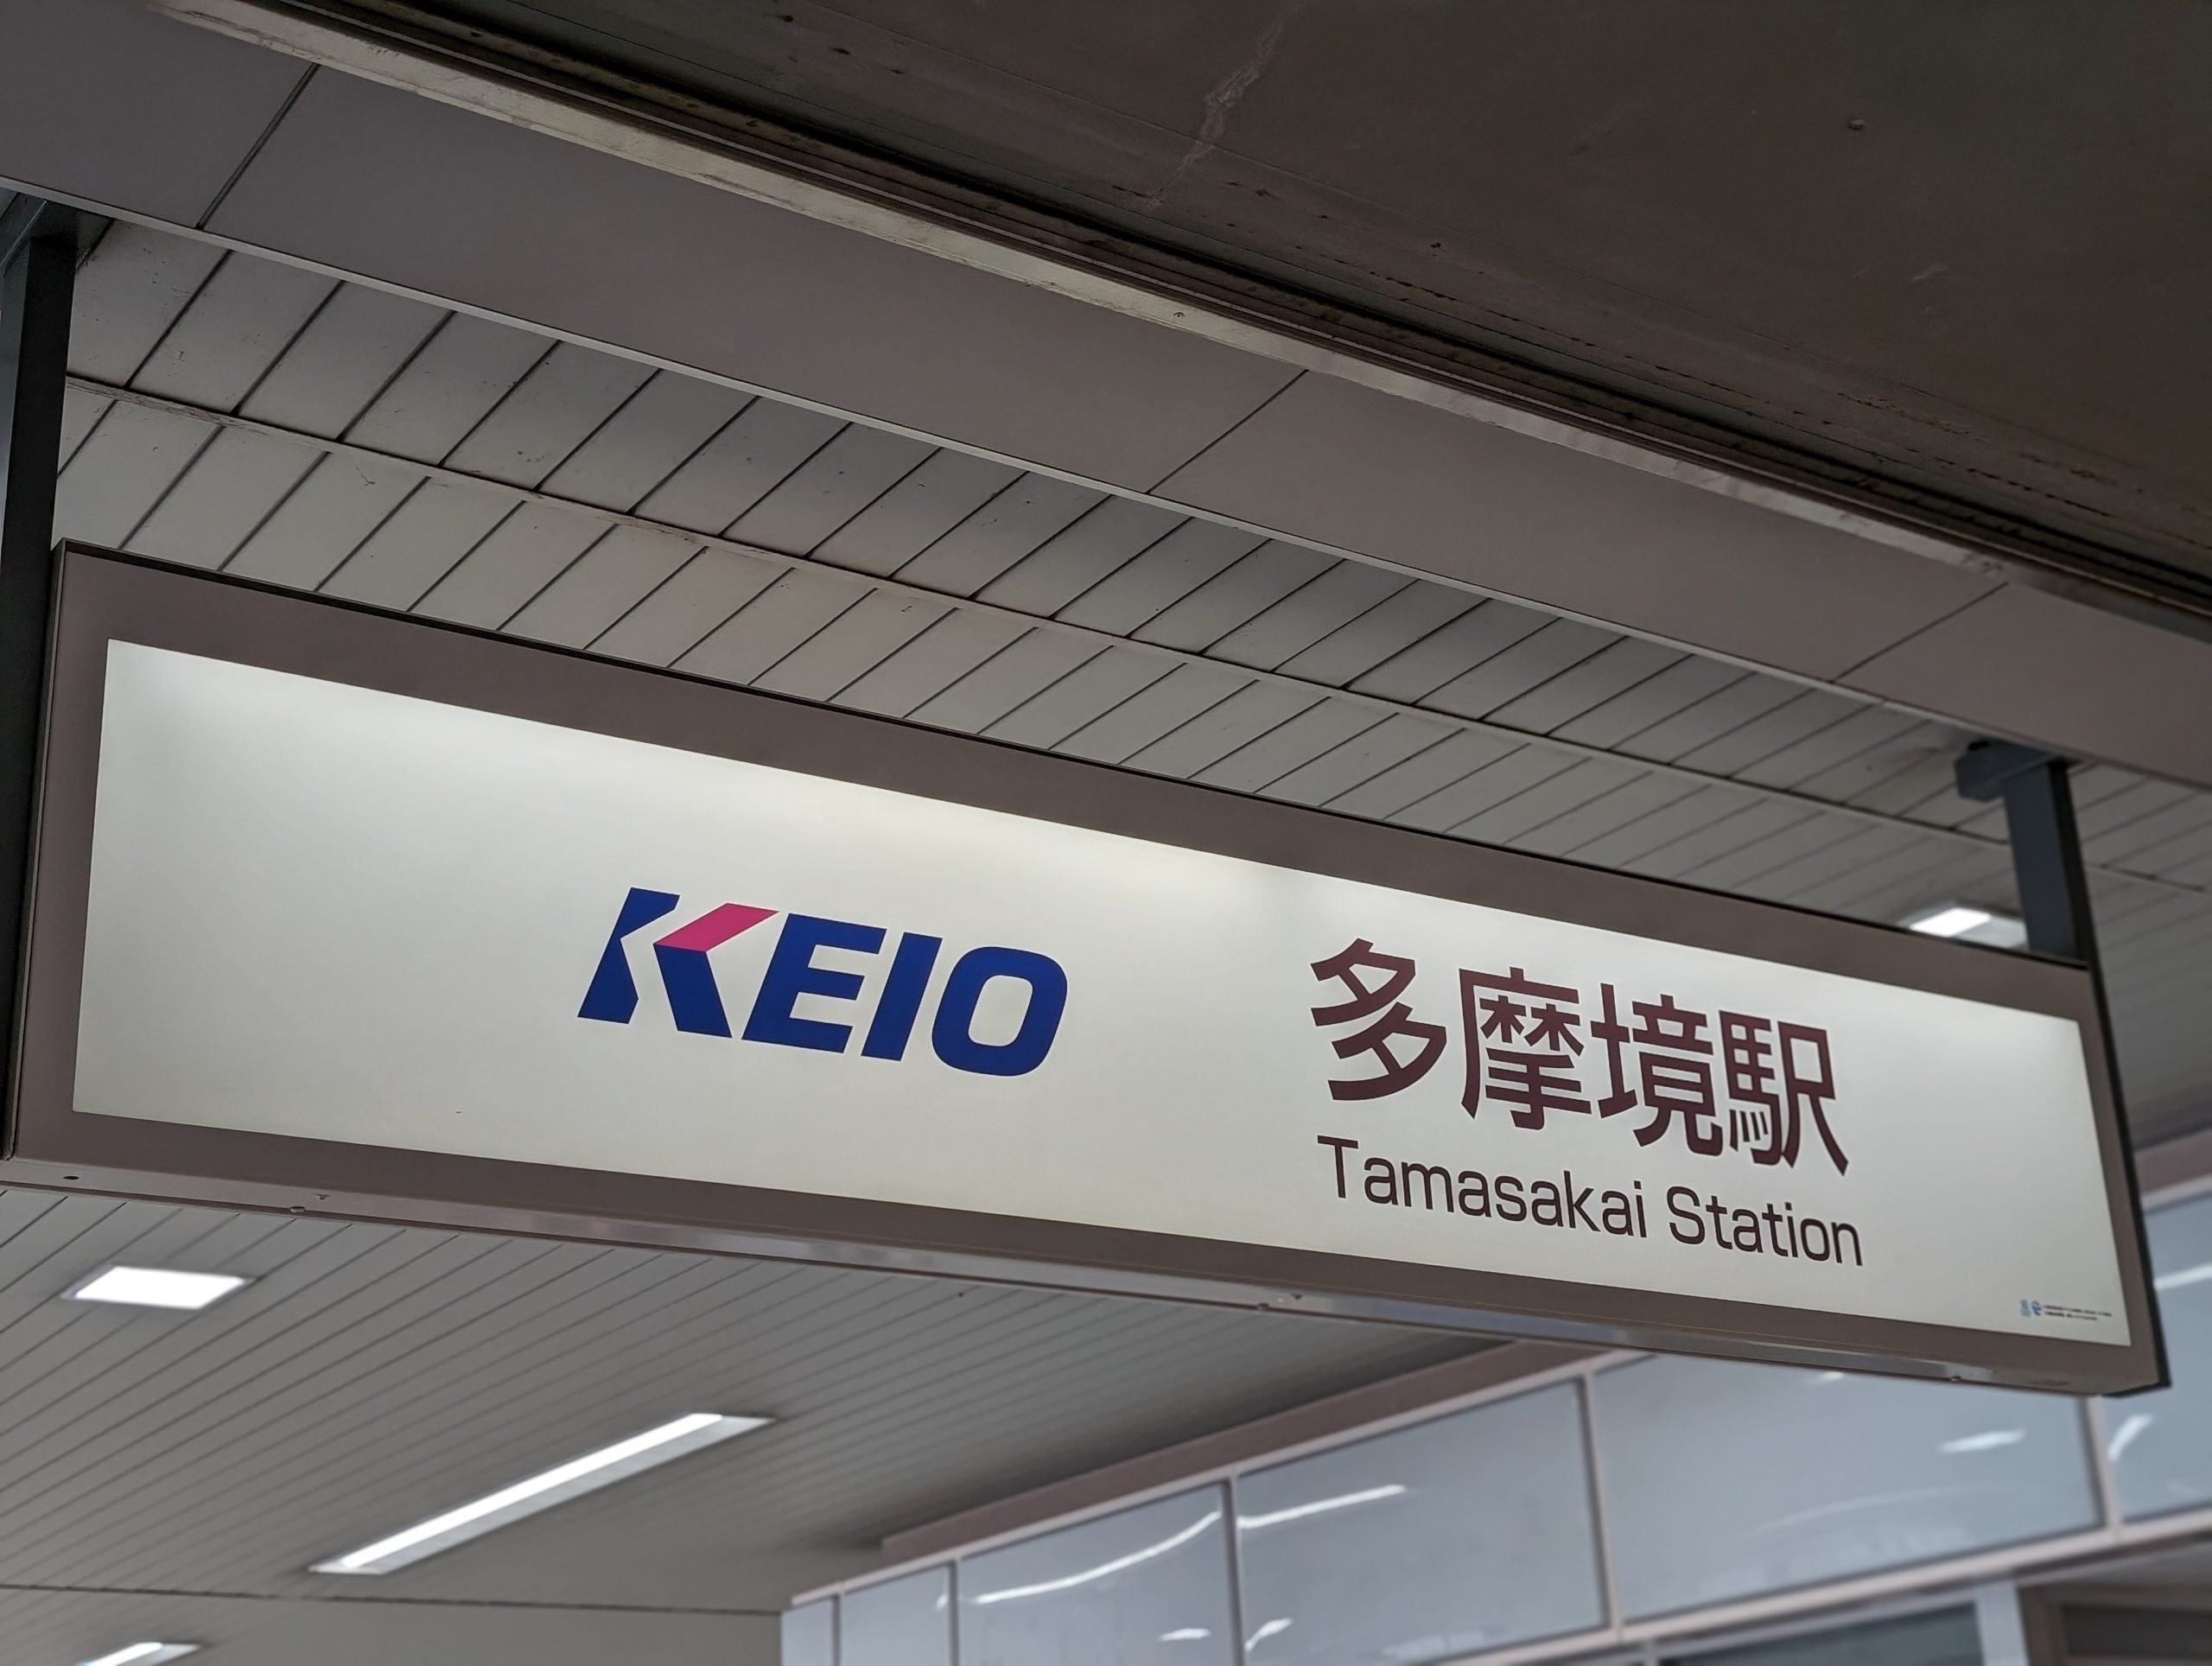 KEIO
多摩境駅
Tamasakai Station